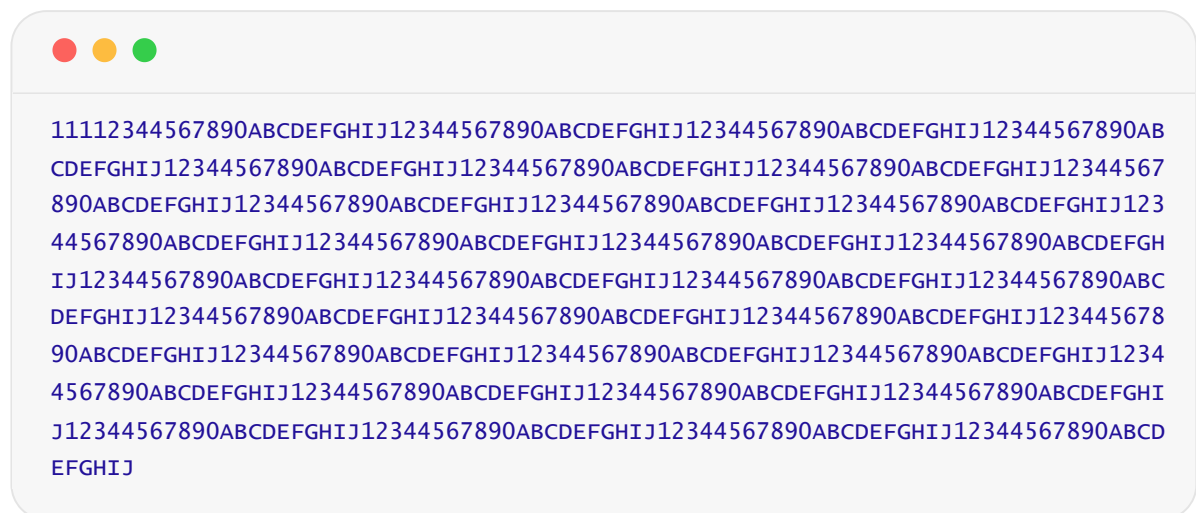 11112344567890ABCDEFGHIJ12344567890ABCDEFGHIJ12344567890ABCDEFGHIJ12344567890AB
CDEFGHIJ12344567890ABCDEFGHIJ12344567890ABCDEFGHIJ12344567890ABCDEFGHIJ12344567
890ABCDEFGHIJ12344567890ABCDEFGHIJ12344567890ABCDEFGHIJ12344567890ABCDEFGHIJ123
44567890ABCDEFGHIJ12344567890ABCDEFGHIJ12344567890ABCDEFGHIJ12344567890ABCDEFGH
IJ12344567890ABCDEFGHIJ12344567890ABCDEFGHIJ12344567890ABCDEFGHIJ12344567890ABC
DEFGHIJ12344567890ABCDEFGHIJ12344567890ABCDEFGHIJ12344567890ABCDEFGHIJ123445678
90ABCDEFGHIJ12344567890ABCDEFGHIJ12344567890ABCDEFGHIJ12344567890ABCDEFGHIJ1234
4567890ABCDEFGHIJ12344567890ABCDEFGHIJ12344567890ABCDEFGHIJ12344567890ABCDEFGHI
J12344567890ABCDEFGHIJ12344567890ABCDEFGHIJ12344567890ABCDEFGHIJ12344567890ABCD
EFGHIJ